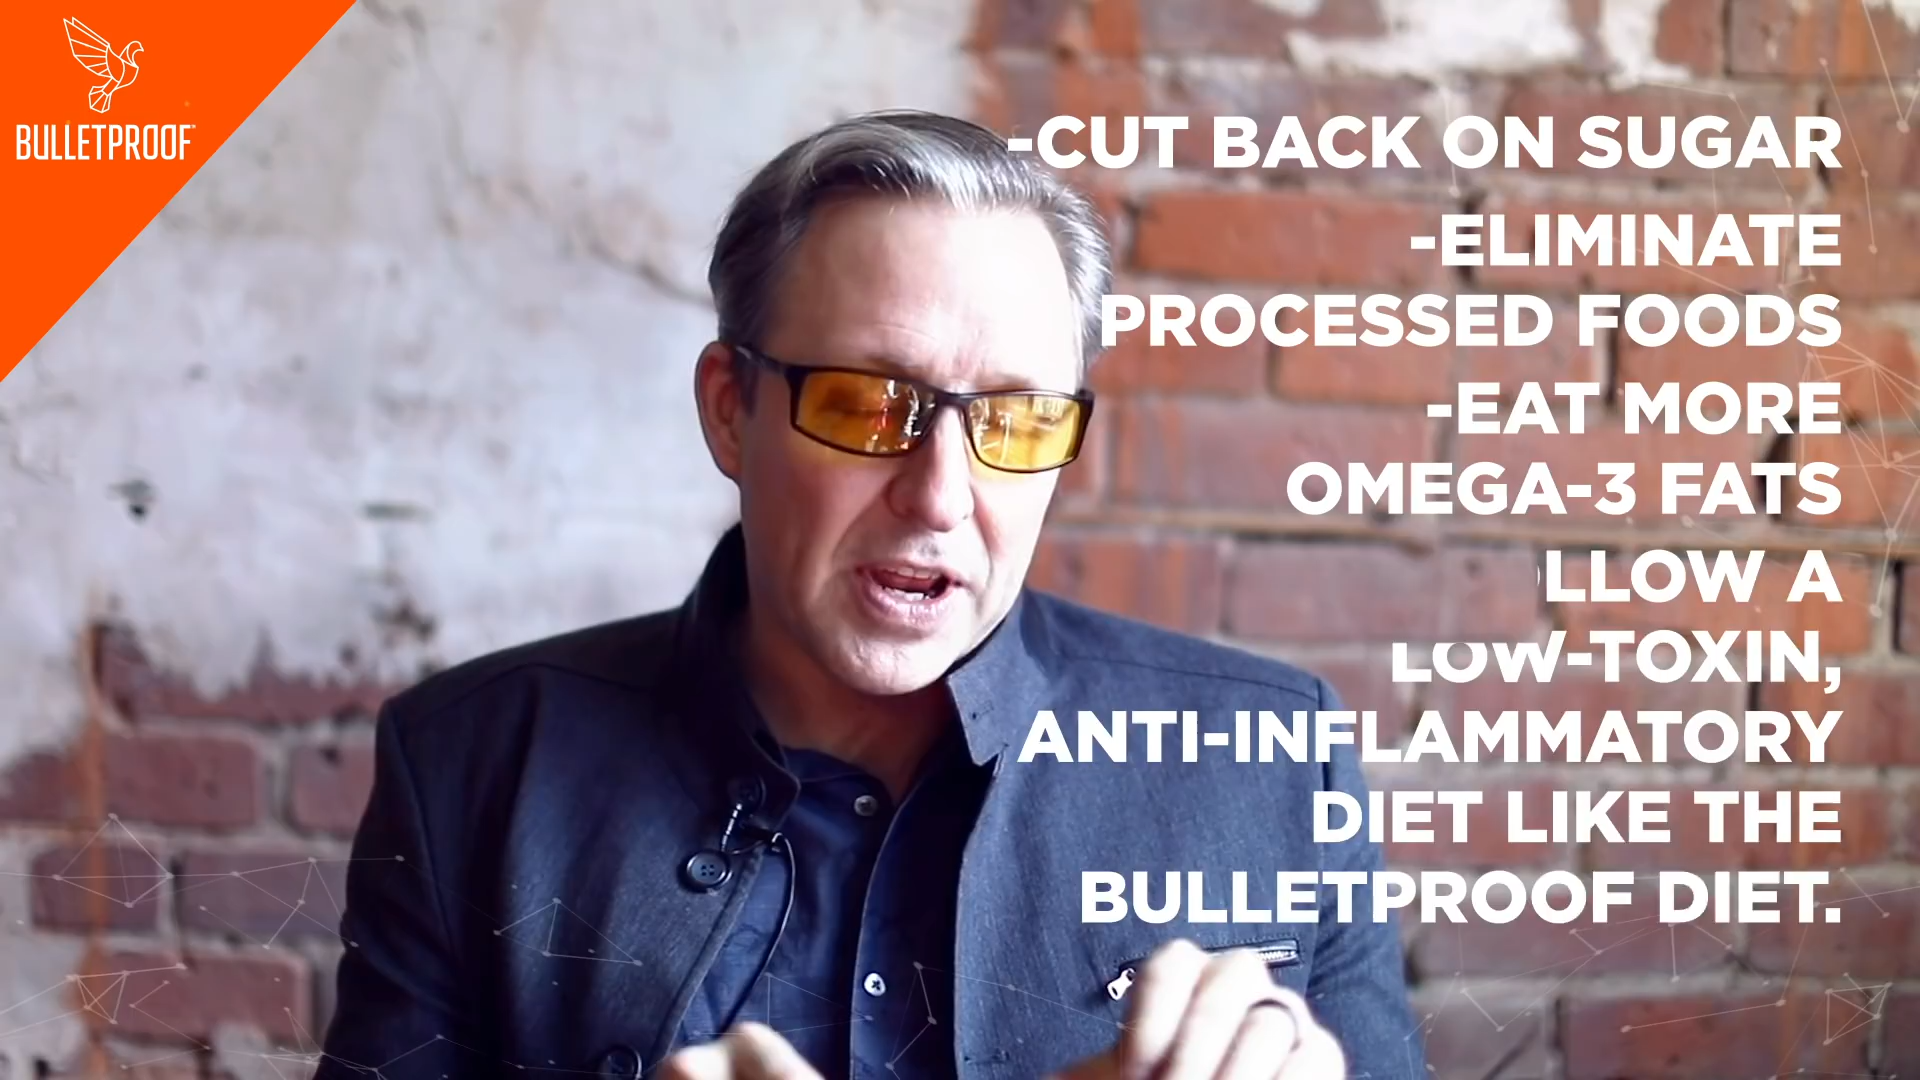 BULLETPROOF
-CUT BACK ON SUGAR
-ELIMINATE
PROCESSED FOODS
-EAT MORE
OMEGA-3 FATS
LLOW A
LOW-TOXIN,
ANTI-INFLAMMATORY
DIET LIKE THE
BULLETPROOF DIET.